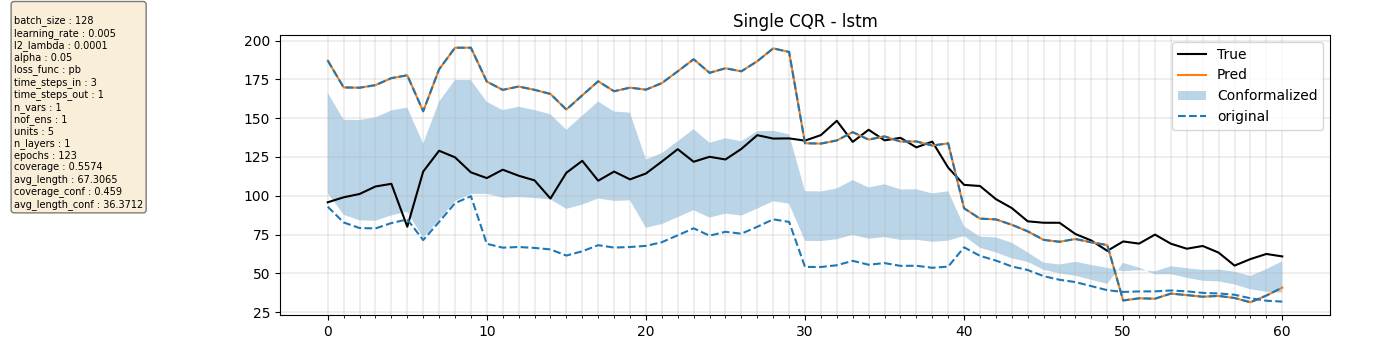 batch_size : 128
learning_rate : 0.005
l2_lambda : 0.0001
alpha : 0.05
loss_func : pb
time_steps_in : 3
time_steps_out : 1
n_vars : 1
nof_ens : 1
units : 5
n_layers : 1
epochs : 123
coverage : 0.5574
avg_length : 67.3065
coverage_conf : 0.459
avg_length_conf : 36.3712
Single CQR - lstm
200
175
150
125
100
75
50
25
0 10 20 30 40 50 60
True
Pred
Conformalized
original